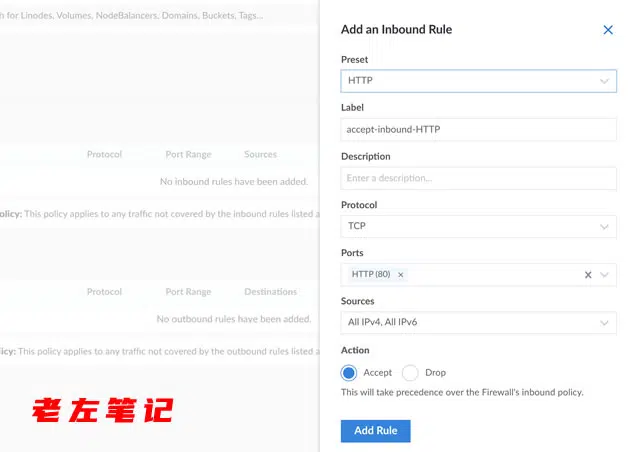 h for Linodes, Volumes, NodeBalancers, Domains, Buckets, Tags...
Protocol Port Range Sources
No inbound rules have been added.
olicy: This policy applies to any traffic not covered by the inbound rules listed a
Protocol Port Range Destinations
No outbound rules have been added.
licy: This policy applies to any traffic not covered by the outbound rules listed a
老左笔记
Add an Inbound Rule
Preset
HTTP
Label
accept-inbound-HTTP
Description
Enter a description...
Protocol
TCP
Ports
HTTP (80)
Sources
All IPv4, All IPv6
Action
Accept Drop
This will take precedence over the Firewall's inbound policy.
Add Rule